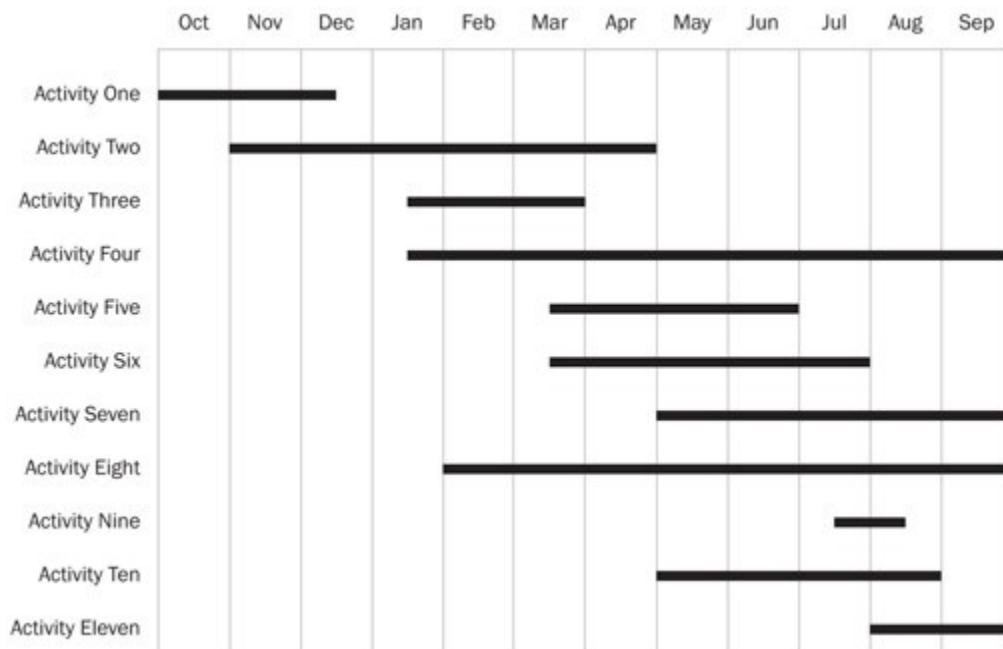 Oct Nov Dec Jan Feb Mar Apr May Jun Jul Aug Sep
Activity One
Activity Two
Activity Three
Activity Four
Activity Five
Activity Six
Activity Seven
Activity Eight
Activity Nine
Activity Ten
Activity Eleven